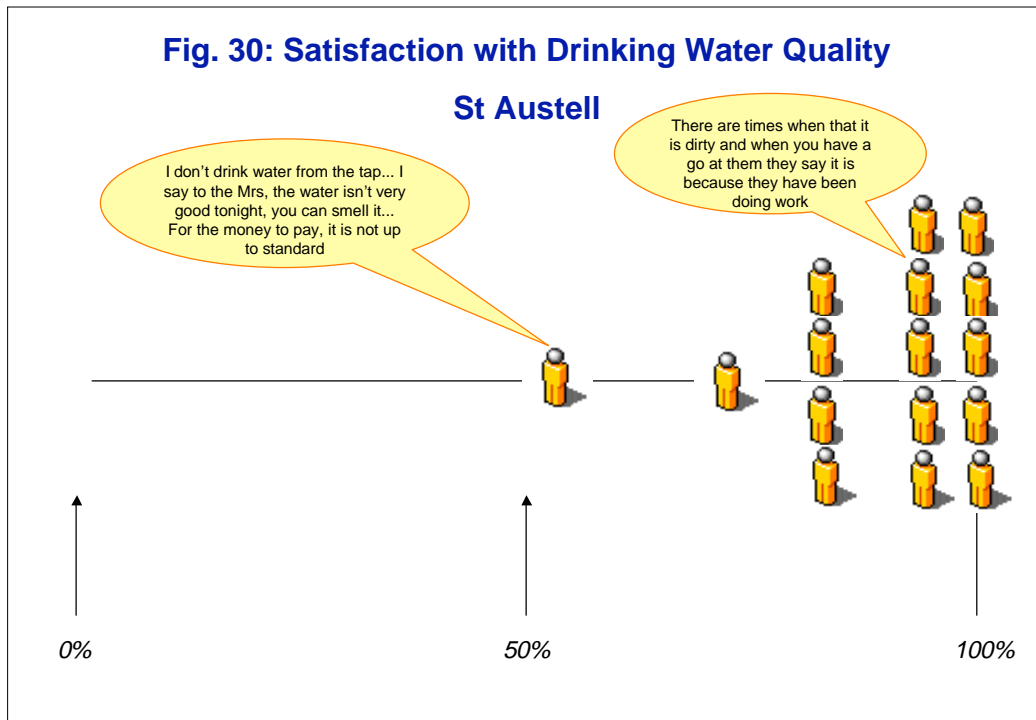 Fig. 30: Satisfaction with Drinking Water Quality
St Austell
I don’t drink water from the tap... I
say to the Mrs, the water isn’t very
good tonight, you can smell it...
For the money to pay, it is not up
to standard
There are times when that it
is dirty and when you have a
go at them they say it is
because they have been
doing work
0%
50%
100%